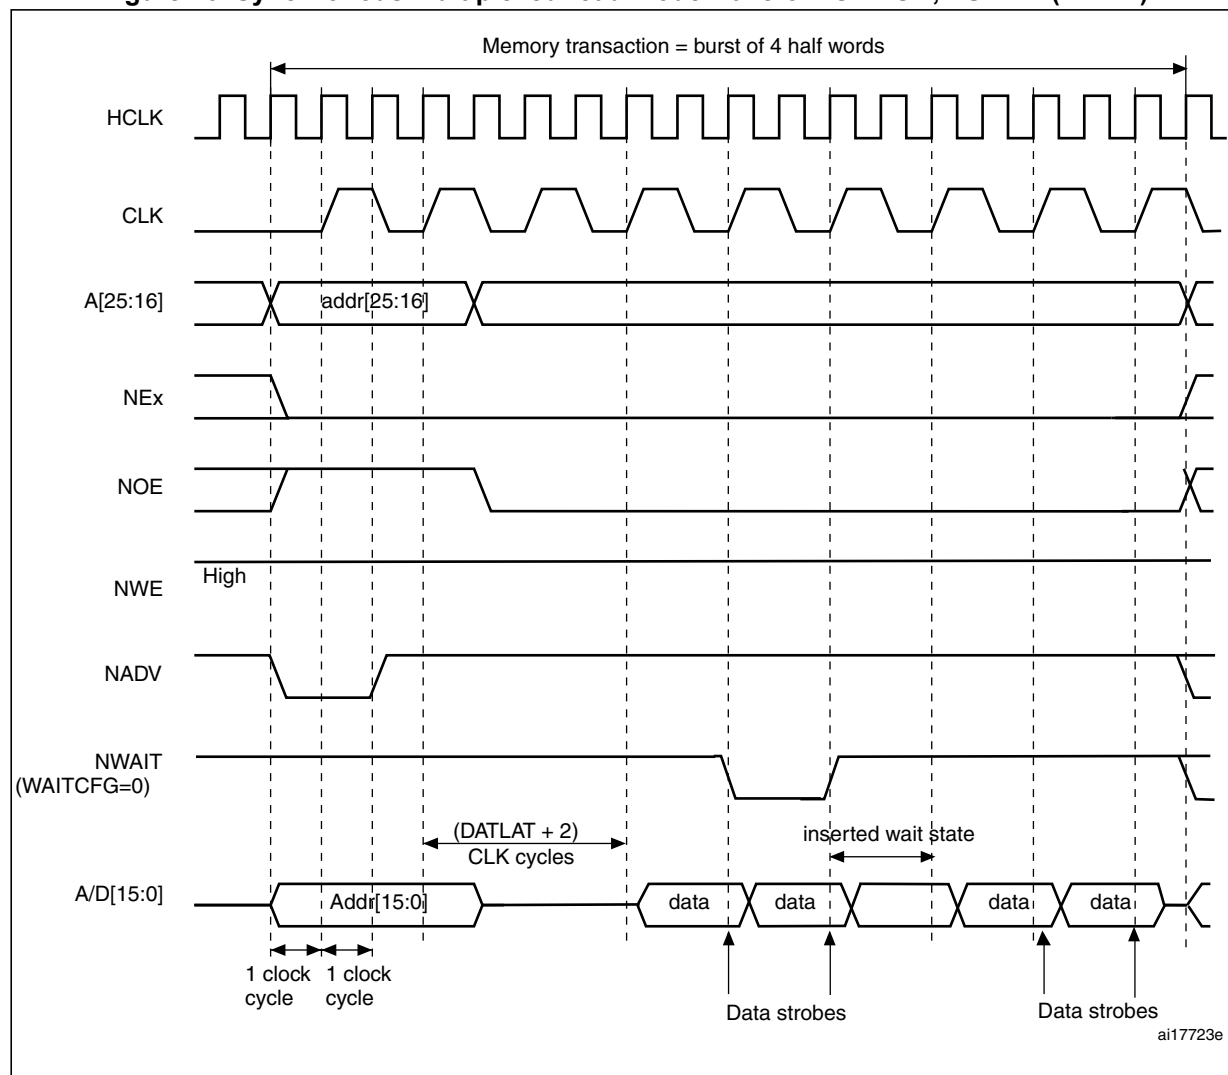 Memory transaction = burst of 4 half words
HCLK
CLK
A[25:16]
addr[25:16]
NEx
NOE
High
NWE
NADV
NWAIT
(WAITCFG=0)
(DATLAT + 2)
CLK cycles
inserted wait state
A/D[15:0]
Addr[15:0]
data
data
data
data
1 clock
cycle
1 clock
cycle
Data strobes
Data strobes
ai17723e